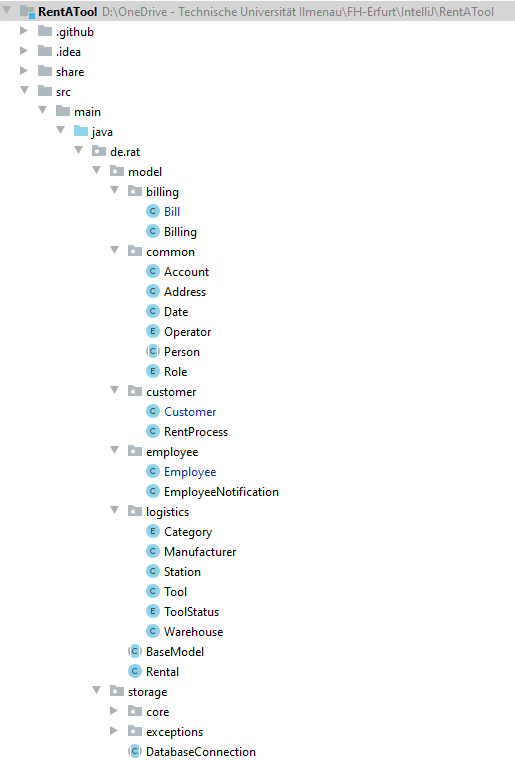 RentATool D:\OneDrive - Technische Universität Ilmenau\FH-Erfurt\IntelliJ\RentATool
.github
.idea
share
src
main
java
de.rat
model
billing
C Bill
C Billing
common
C Account
C Address
C Date
E Operator
C Person
E Role
customer
C Customer
C RentProcess
employee
C Employee
C EmployeeNotification
logistics
E Category
C Manufacturer
C Station
C Tool
E ToolStatus
C Warehouse
C BaseModel
C Rental
storage
core
exceptions
C DatabaseConnection